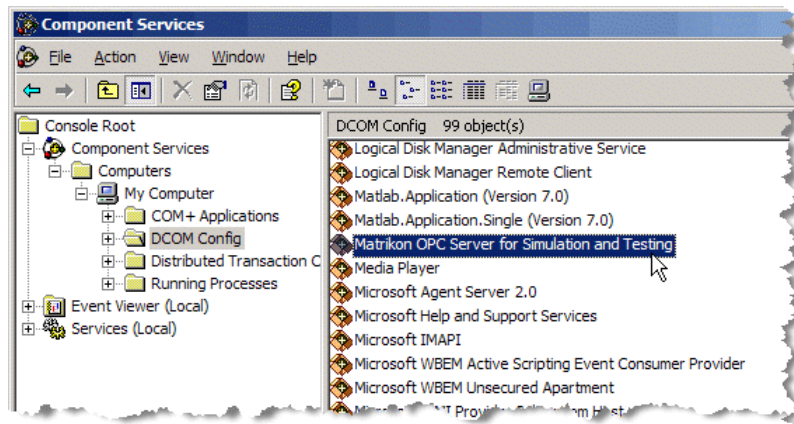 Component Services
File Action View Window Help
Console Root
Component Services
Computers
My Computer
COM+ Applications
DCOM Config
Distributed Transaction C
Running Processes
Event Viewer (Local)
Services (Local)
DCOM Config 99 object(s)
Logical Disk Manager Administrative Service
Logical Disk Manager Remote Client
Matlab.Application (Version 7.0)
Matlab.Application.Single (Version 7.0)
Matrikon OPC Server for Simulation and Testing
Media Player
Microsoft Agent Server 2.0
Microsoft Help and Support Services
Microsoft IMAPI
Microsoft WBEM Active Scripting Event Consumer Provider
Microsoft WBEM Unsecured Apartment